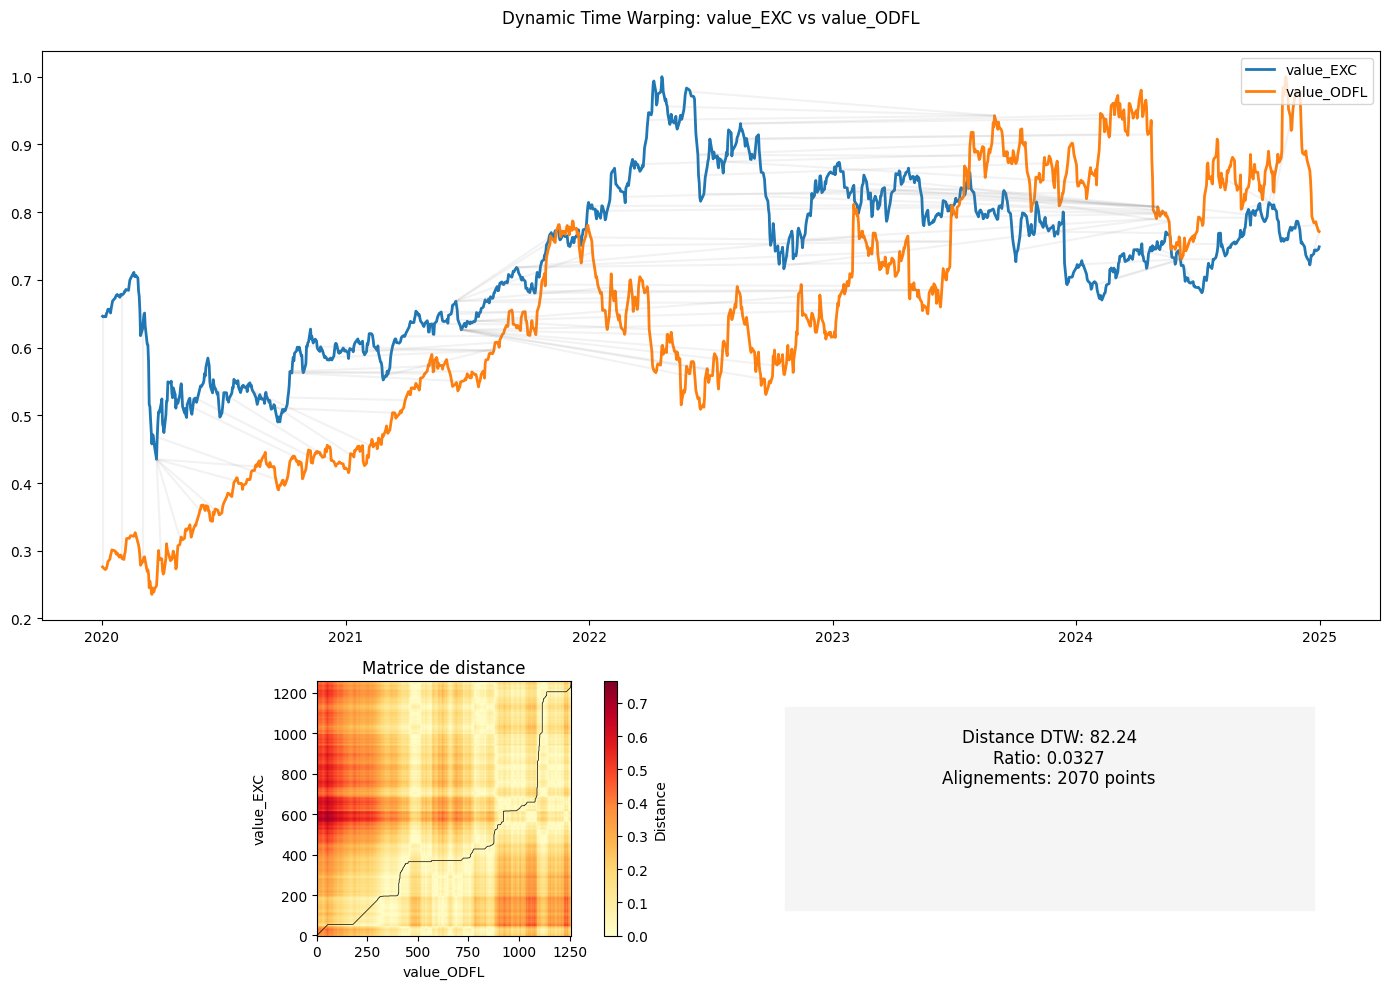 Dynamic Time Warping: value_EXC vs value_ODFL
value_EXC
value_ODFL
1.0
0.9
0.8
0.7
0.6
0.5
0.4
0.3
0.2
2020 2021 2022 2023 2024 2025
Matrice de distance
value_EXC
1200
1000
800
600
400
200
0
0 250 500 750 1000 1250
value_ODFL
0.7
0.6
0.5
0.4
0.3
0.2
0.1
0.0
Distance
Distance DTW: 82.24
Ratio: 0.0327
Alignements: 2070 points